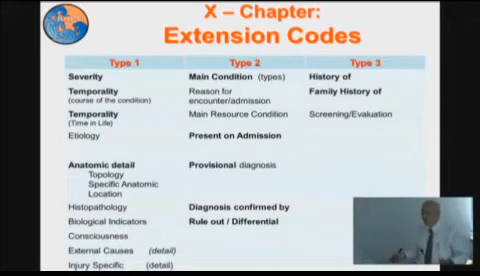 X – Chapter:
Extension Codes
Type 1 Type 2 Type 3
Severity Main Condition (types) History of
Temporality Reason for Family History of
(course of the condition) encounter/admission
Temporality Main Resource Condition Screening/Evaluation
(Time in Life)
Etiology Present on Admission
Anatomic detail Provisional diagnosis
Topology
Specific Anatomic
Location
Histopathology Diagnosis confirmed by
Biological Indicators Rule out / Differential
Consciousness
External Causes (detail)
Injury Specific (detail)